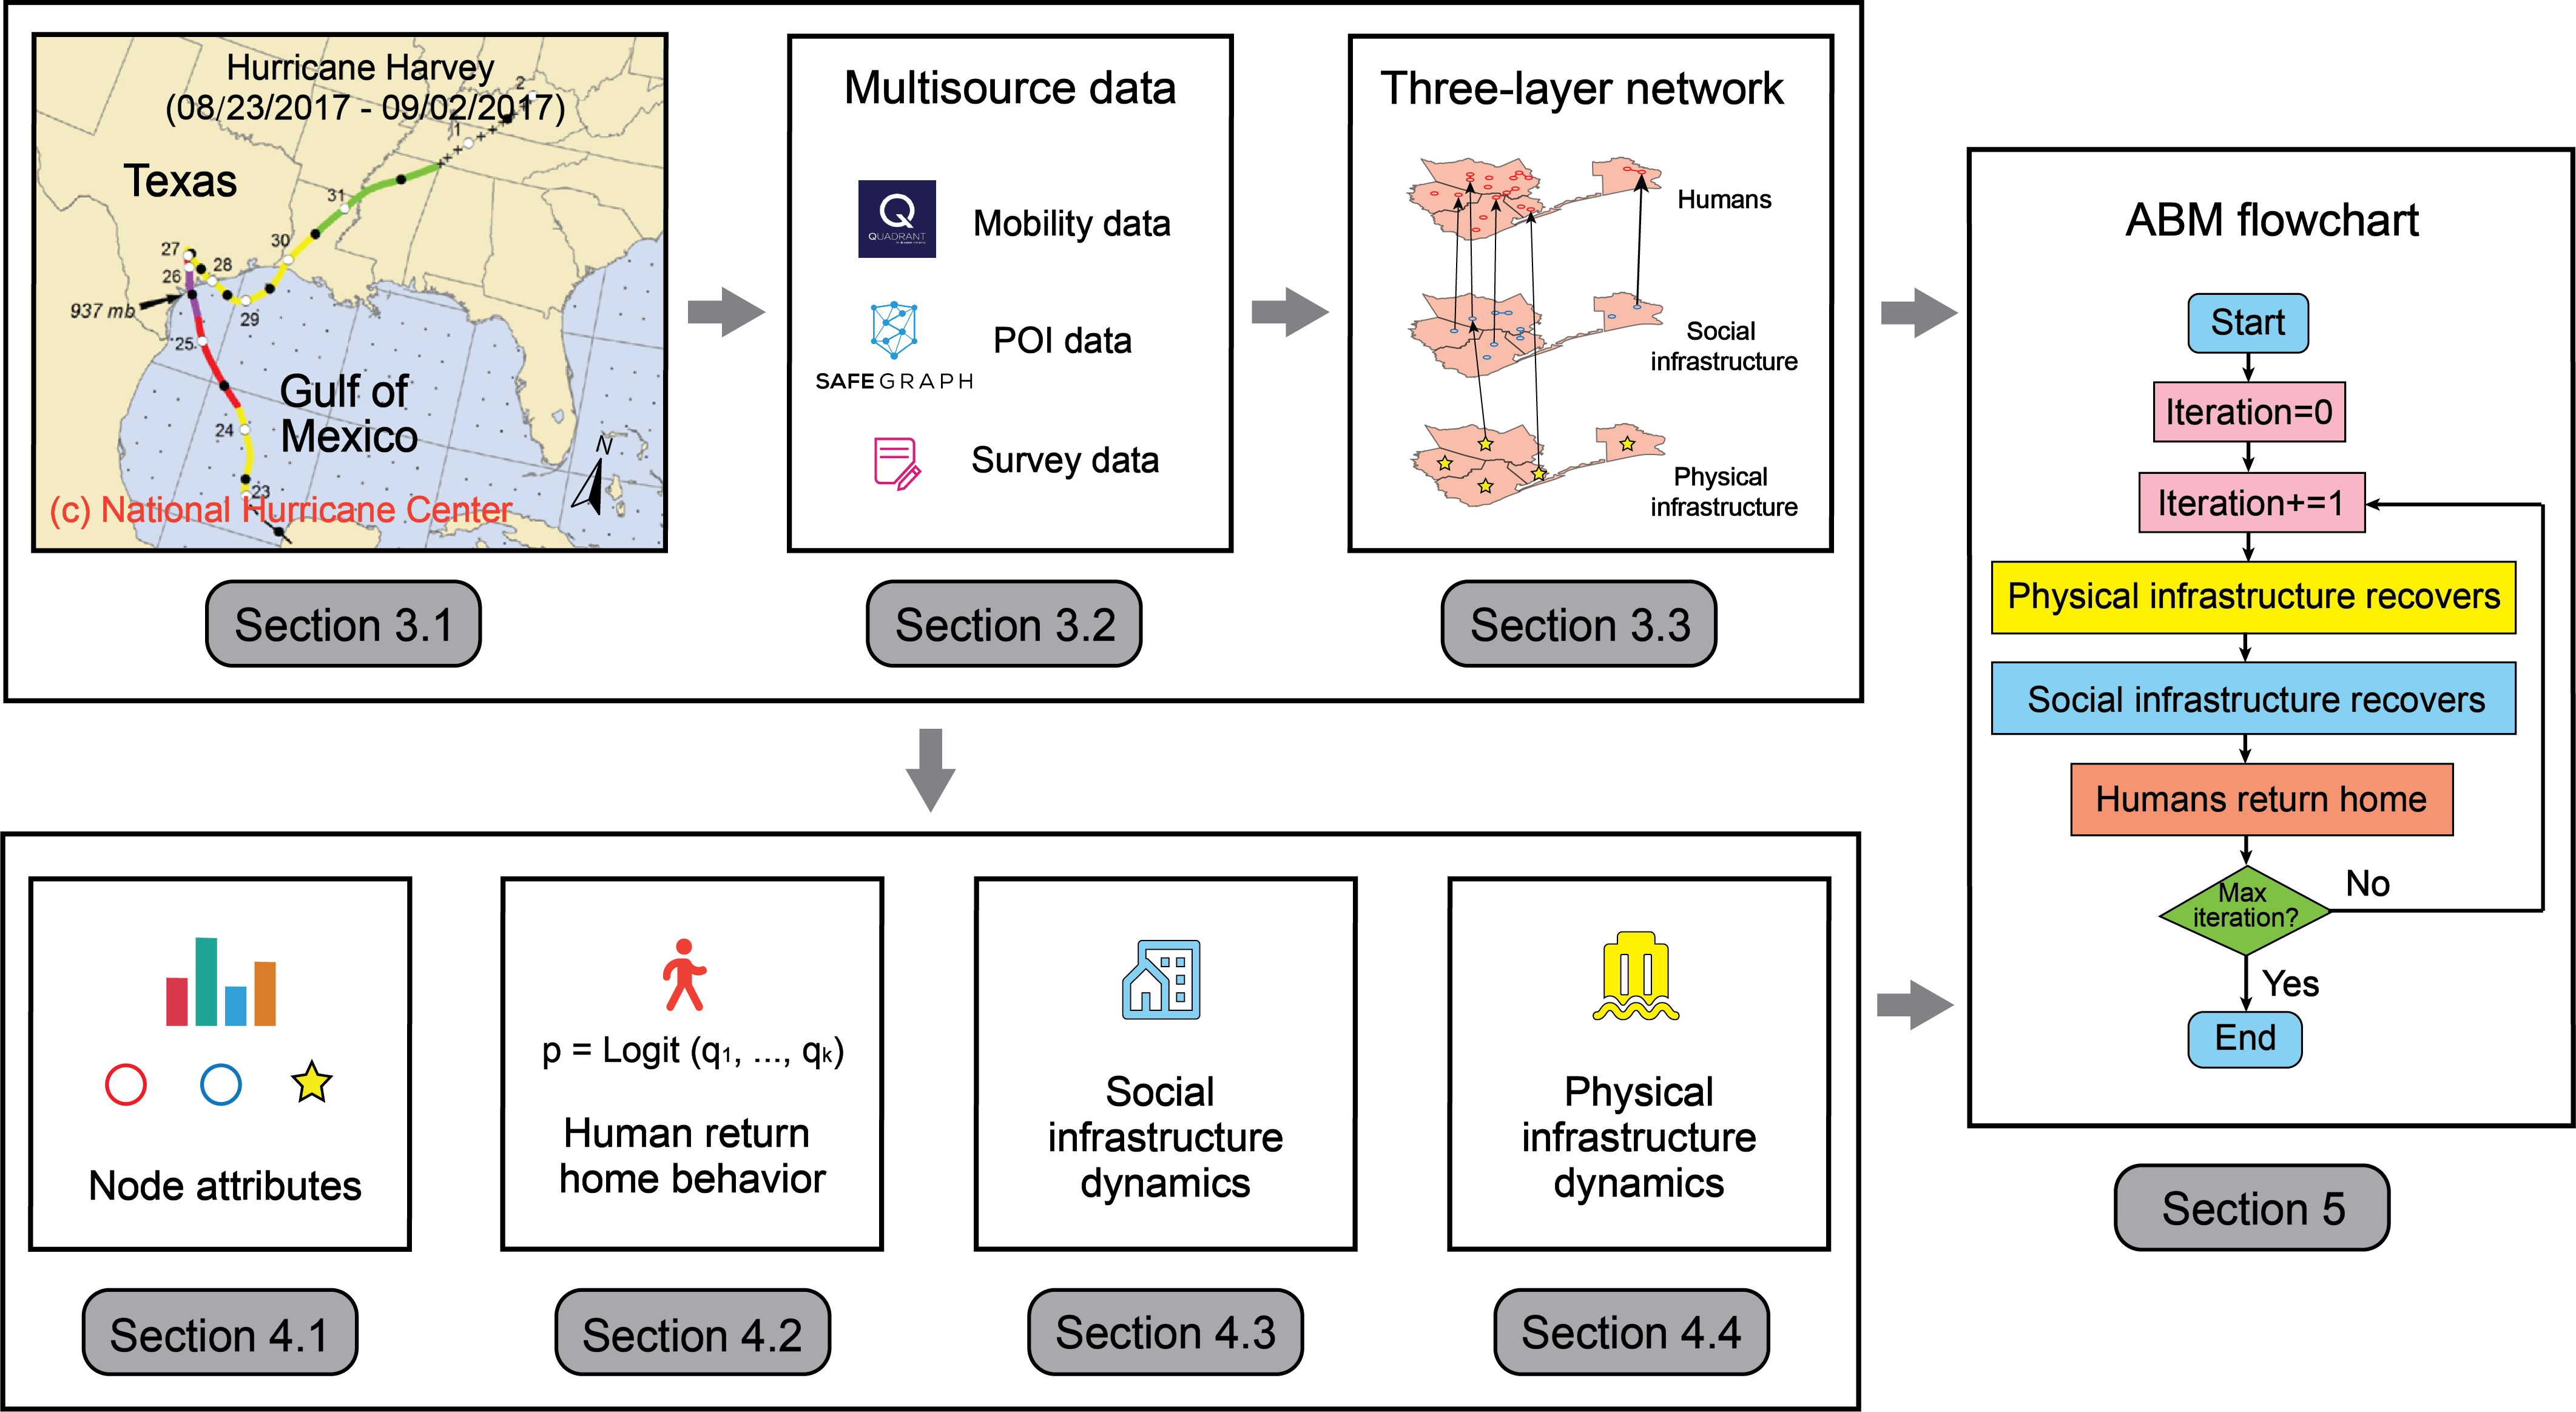 Hurricane Harvey
(08/23/2017 - 09/02/2017)
2
1
Texas
31
30
27
26
28
937 mb
29
25
Gulf of
Mexico
24
N
23
(c) National Hurricane Center
Section 3.1
Multisource data
Q
QUADRANT
Mobility data
POI data
SAFEGRAPH
Survey data
Section 3.2
Three-layer network
Humans
Social
infrastructure
Physical
infrastructure
Section 3.3
Node attributes
Section 4.1
p = Logit (q1, ..., qk)
Human return
home behavior
Section 4.2
Social
infrastructure
dynamics
Section 4.3
Physical
infrastructure
dynamics
Section 4.4
ABM flowchart
Start
Iteration=0
Iteration+=1
Physical infrastructure recovers
Social infrastructure recovers
Humans return home
Max
iteration?
No
Yes
End
Section 5